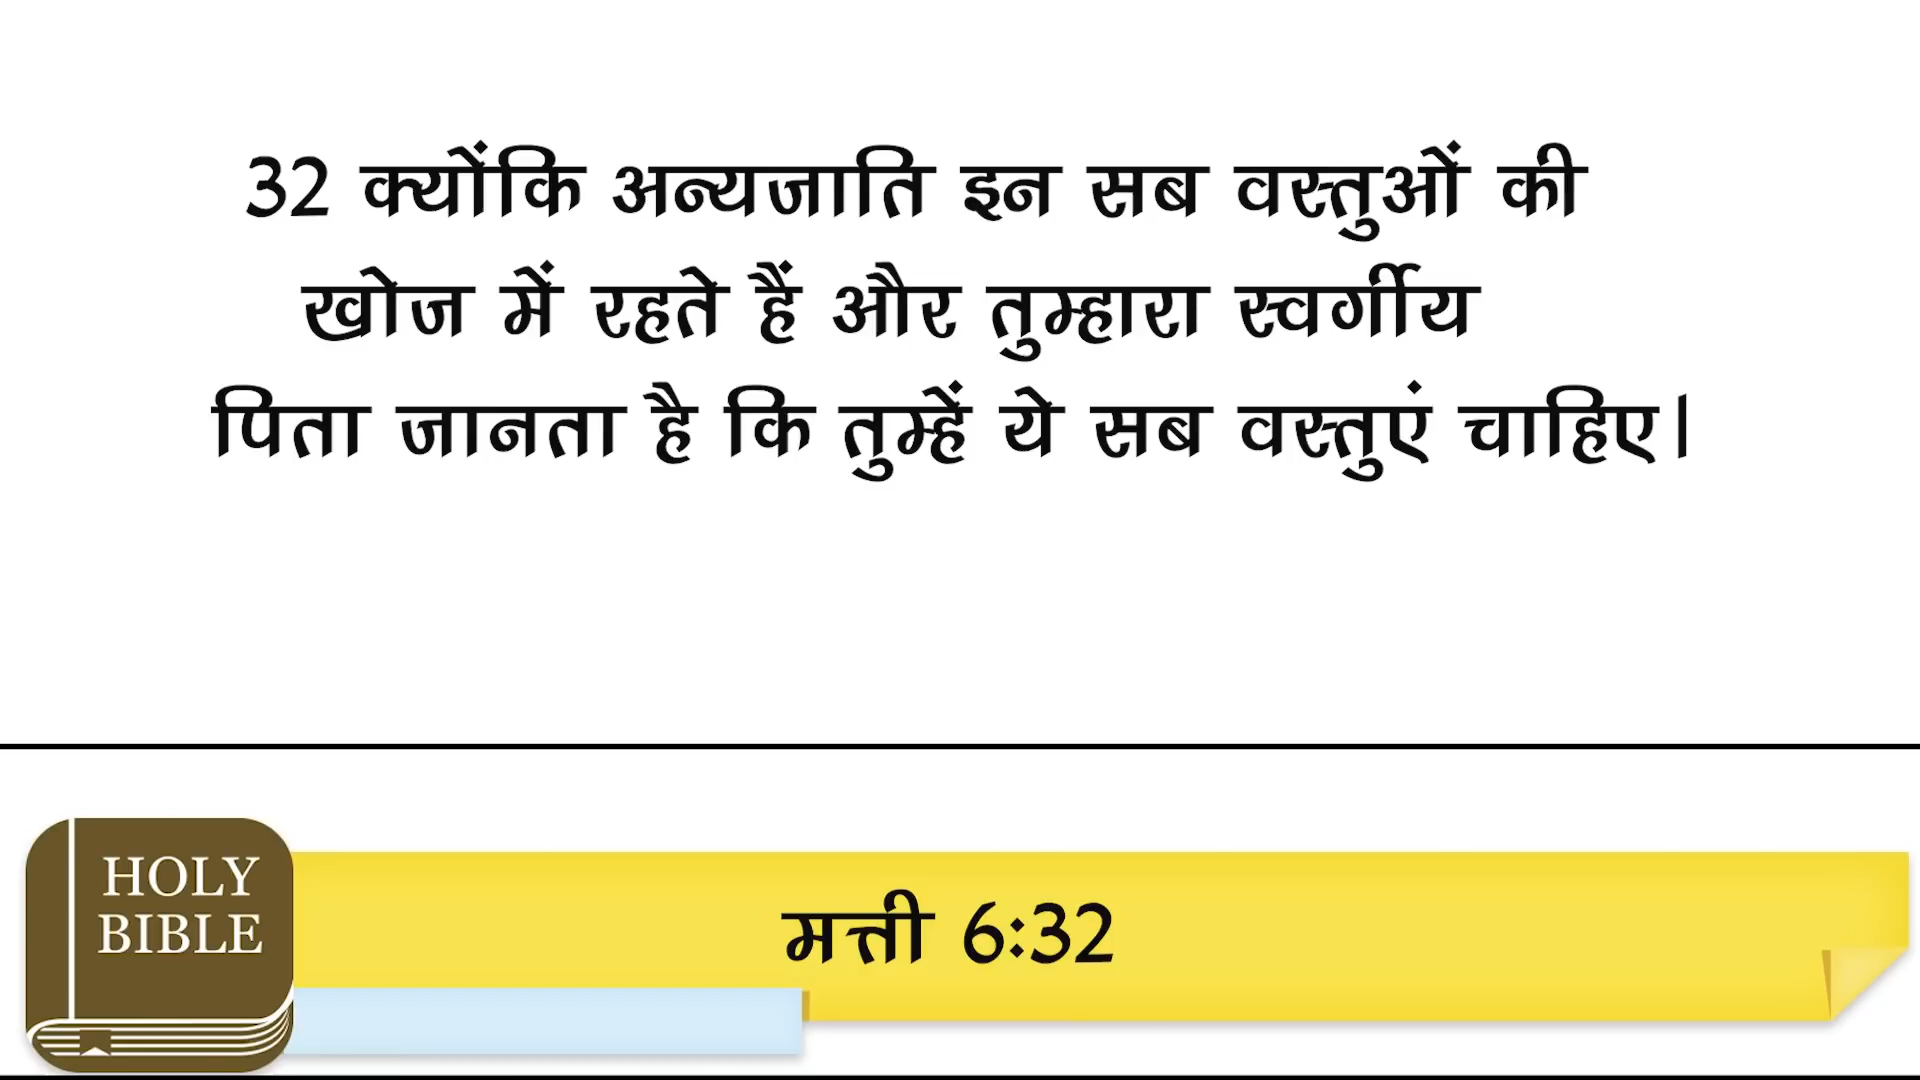 32 क्योंकि अन्यजाति इन सब वस्तुओं की
खोज में रहते हैं और तुम्हारा स्वर्गीय
पिता जानता है कि तुम्हें ये सब वस्तुएं चाहिए।
HOLY
BIBLE
मत्ती 6:32